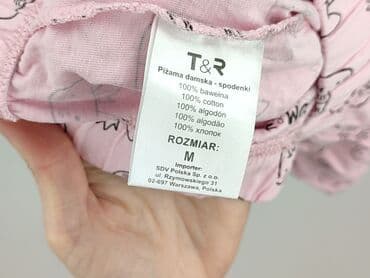 T&R
Piżama damska - spodenki
100% bawełna
100% cotton
100% algodón
100% algodão
100% хлопок
ROZMIAR:
M
Importer:
SDV Polska Sp. z o.o.
ul. Rzymowskiego 31
02-697 Warszawa, Polska